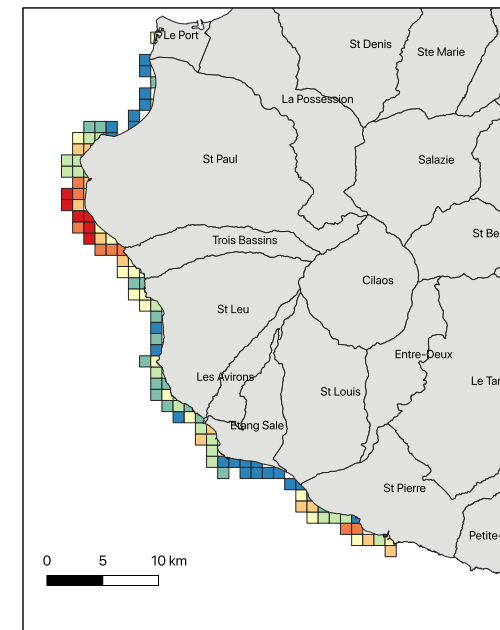 Le Port
St Denis
Ste Marie
La Possession
St Paul
Salazie
St Be
Trois Bassins
Cilaos
St Leu
Entre-Deux
Les Avirons
Le Tar
St Louis
Etang Sale
St Pierre
Petite-
0 5 10 km